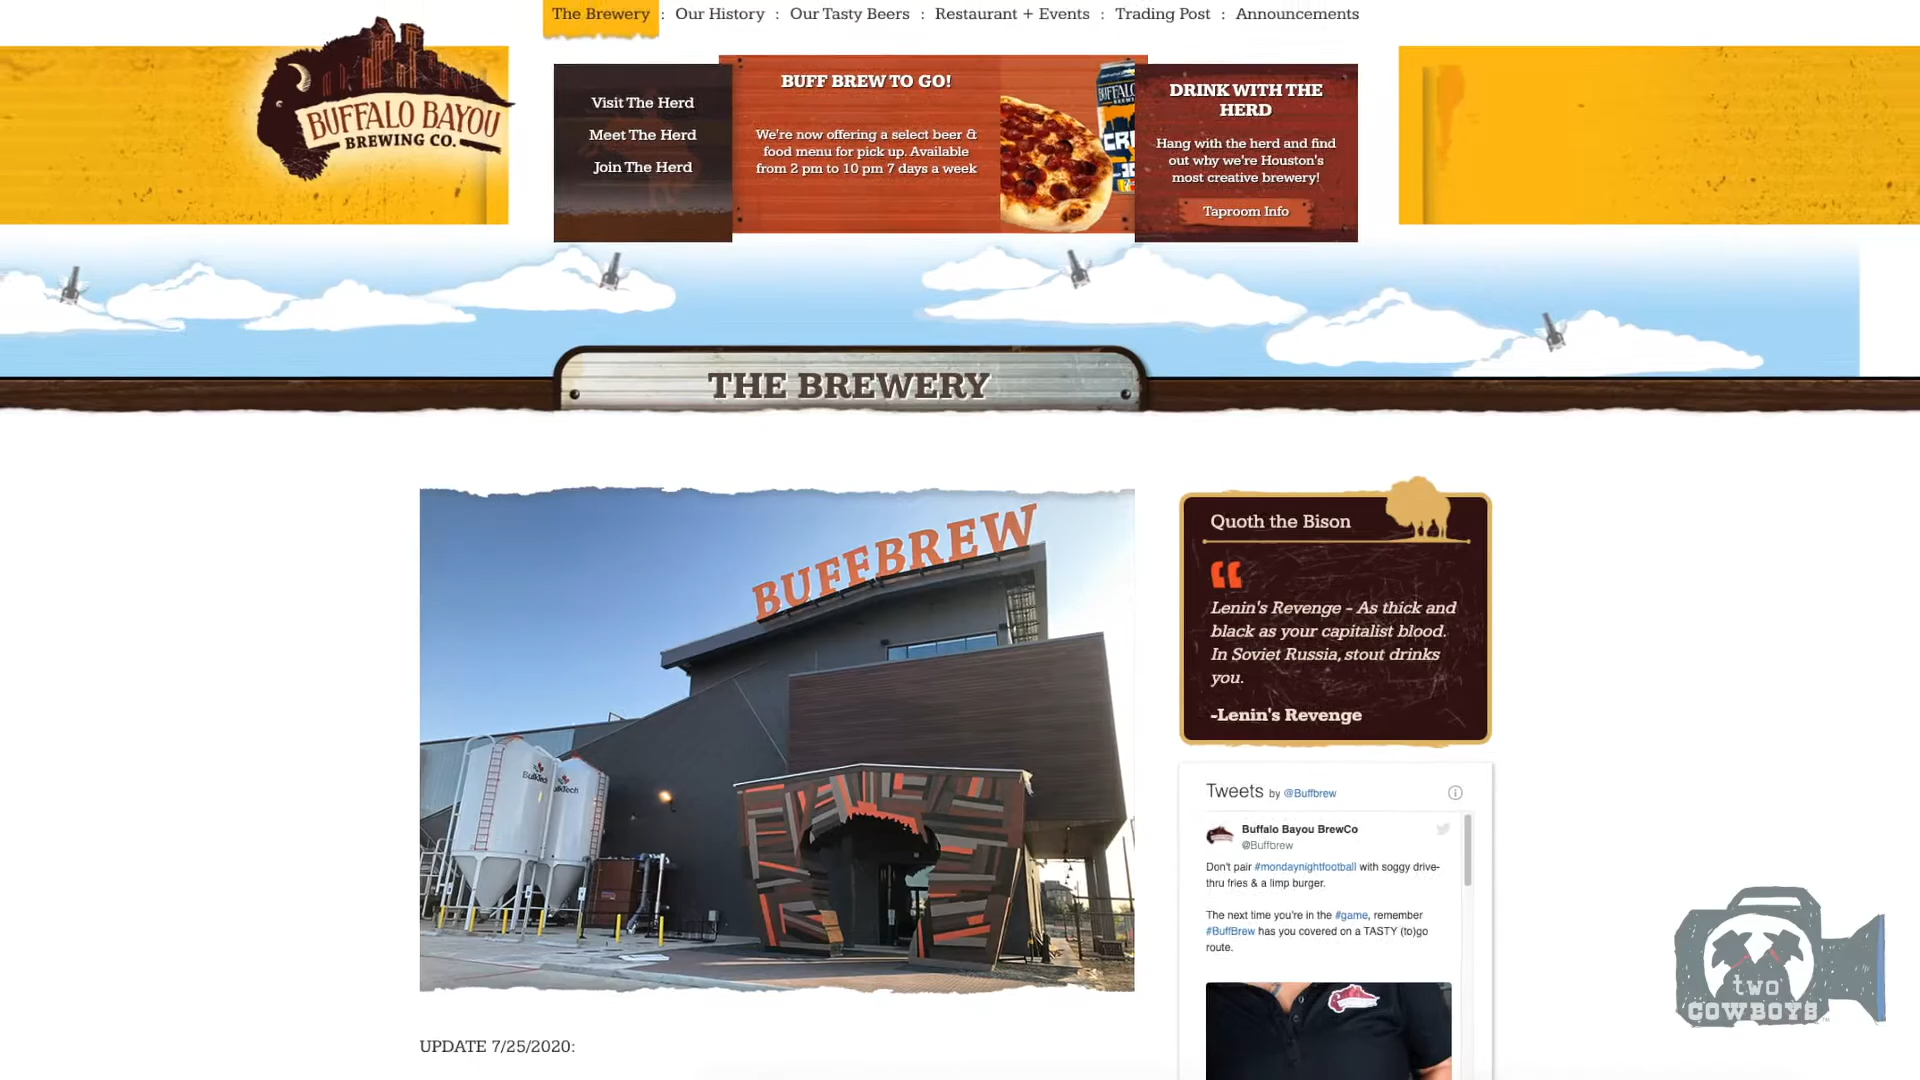 The Brewery : Our History : Our Tasty Beers : Restaurant + Events : Trading Post : Announcements
BUFFALO BAYOU
BREWING CO.
Visit The Herd
Meet The Herd
Join The Herd
BUFF BREW TO GO!
We're now offering a select beer &
food menu for pick up. Available
from 2 pm to 10 pm 7 days a week
DRINK WITH THE
HERD
Hang with the herd and find
out why we're Houston's
most creative brewery!
Taproom Info
THE BREWERY
BUFFBREW
BulkTech
Quoth the Bison
Lenin's Revenge - As thick and
black as your capitalist blood.
In Soviet Russia, stout drinks
you.
-Lenin's Revenge
Tweets by @Buffbrew
Buffalo Bayou BrewCo
@Buffbrew
Don't pair #mondaynightfootball with soggy drive-
thru fries & a limp burger.
The next time you're in the #game, remember
#BuffBrew has you covered on a TASTY (to)go
route.
UPDATE 7/25/2020:
two
COWBOYS